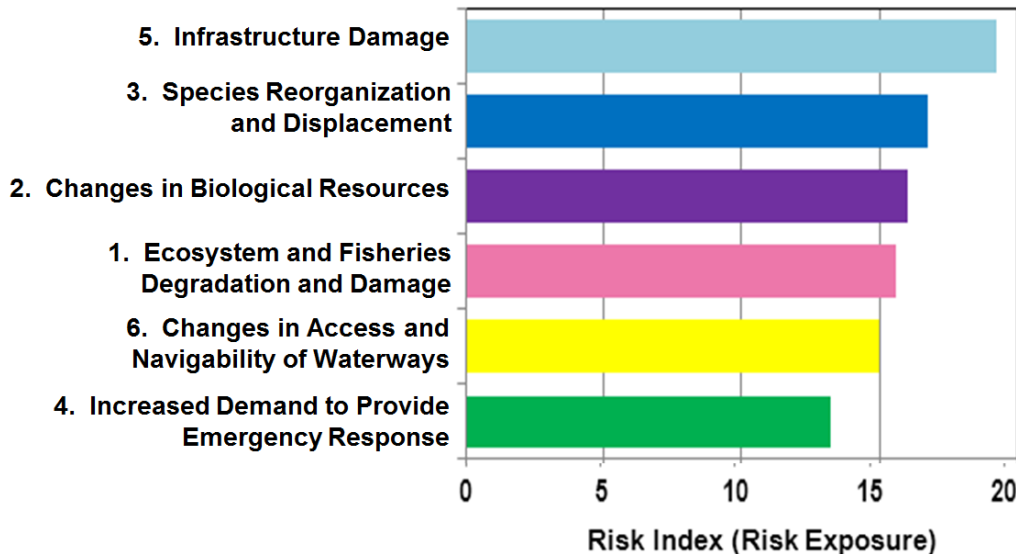 5. Infrastructure Damage
3. Species Reorganization
and Displacement
2. Changes in Biological Resources
1. Ecosystem and Fisheries
Degradation and Damage
6. Changes in Access and
Navigability of Waterways
4. Increased Demand to Provide
Emergency Response
0 5 10 15 20
Risk Index (Risk Exposure)